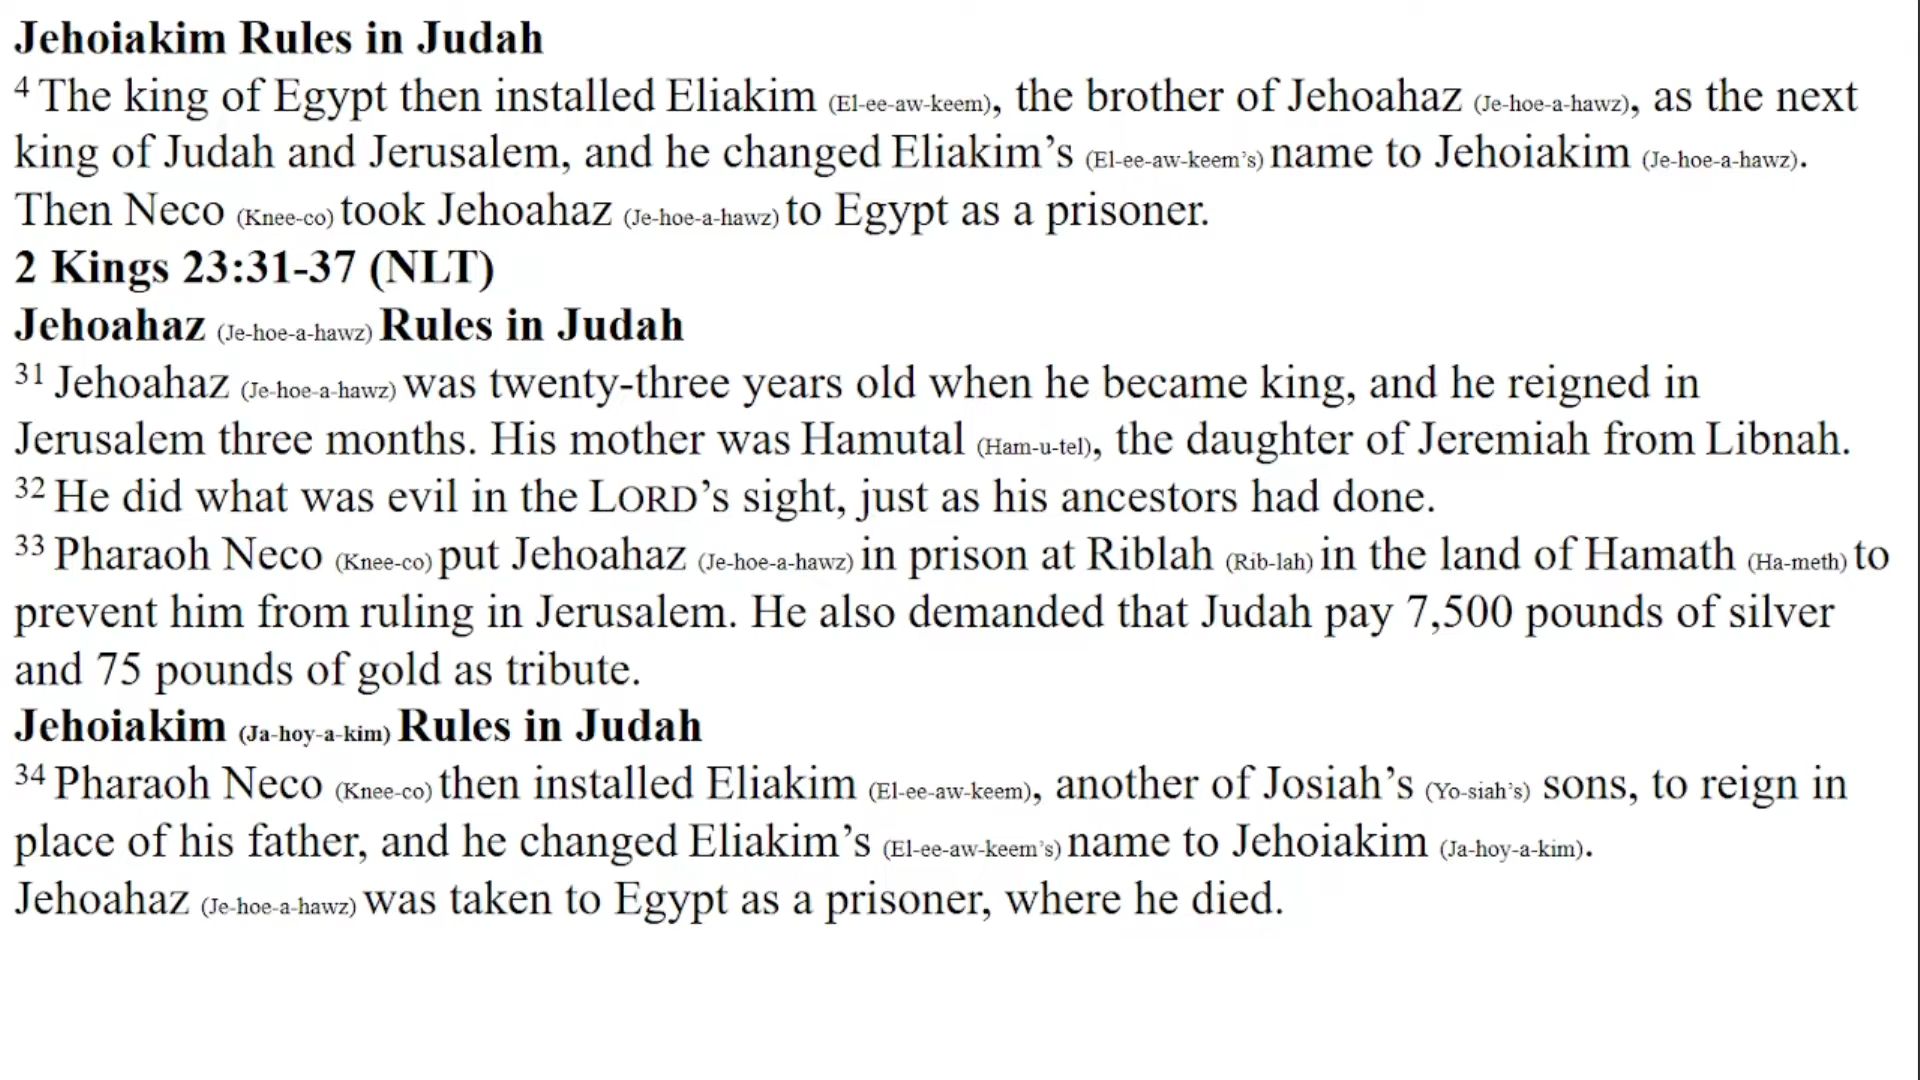 Jehoiakim Rules in Judah
4 The king of Egypt then installed Eliakim (El-ee-aw-keem), the brother of Jehoahaz (Je-hoe-a-hawz), as the next
king of Judah and Jerusalem, and he changed Eliakim’s (El-ee-aw-keem’s) name to Jehoiakim (Je-hoe-a-hawz).
Then Neco (Knee-co) took Jehoahaz (Je-hoe-a-hawz) to Egypt as a prisoner.
2 Kings 23:31-37 (NLT)
Jehoahaz (Je-hoe-a-hawz) Rules in Judah
31 Jehoahaz (Je-hoe-a-hawz) was twenty-three years old when he became king, and he reigned in
Jerusalem three months. His mother was Hamutal (Ham-u-tel), the daughter of Jeremiah from Libnah.
32 He did what was evil in the LORD’s sight, just as his ancestors had done.
33 Pharaoh Neco (Knee-co) put Jehoahaz (Je-hoe-a-hawz) in prison at Riblah (Rib-lah) in the land of Hamath (Ha-meth) to
prevent him from ruling in Jerusalem. He also demanded that Judah pay 7,500 pounds of silver
and 75 pounds of gold as tribute.
Jehoiakim (Ja-hoy-a-kim) Rules in Judah
34 Pharaoh Neco (Knee-co) then installed Eliakim (El-ee-aw-keem), another of Josiah’s (Yo-siah’s) sons, to reign in
place of his father, and he changed Eliakim’s (El-ee-aw-keem’s) name to Jehoiakim (Ja-hoy-a-kim).
Jehoahaz (Je-hoe-a-hawz) was taken to Egypt as a prisoner, where he died.